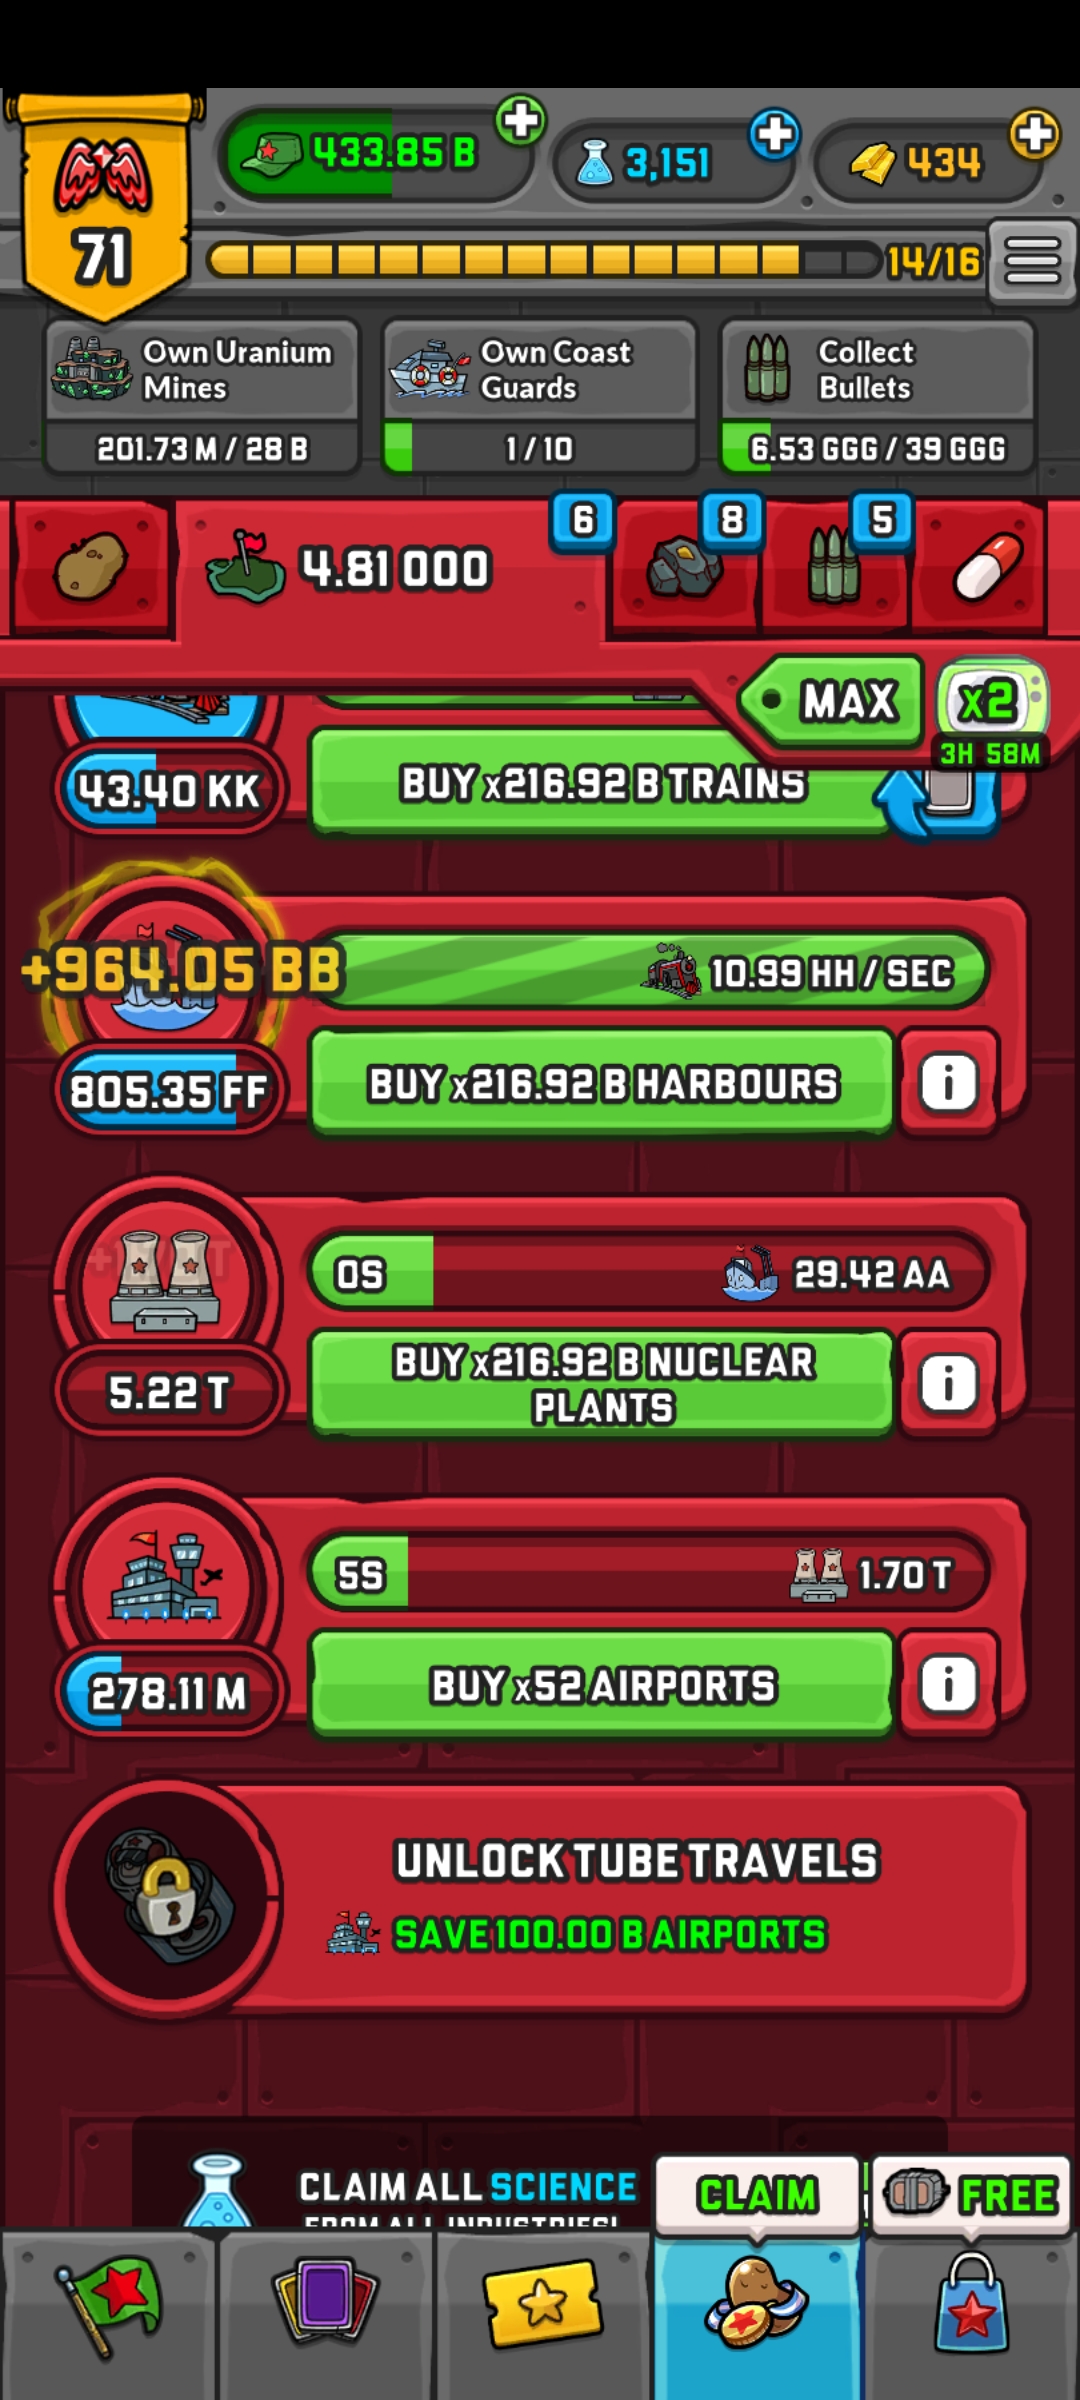 433.85 B
3,151
434
71
14/16
Own Uranium
Mines
201.73 M / 28 B
Own Coast
Guards
1 / 10
Collect
Bullets
6.53 GGG / 39 GGG
4.81 000
6
8
5
MAX
x2
3H 58M
43.40 KK
BUY x216.92 B TRAINS
+964.05 BB
10.99 HH / SEC
805.35 FF
BUY x216.92 B HARBOURS
i
0S
29.42 AA
5.22 T
BUY x216.92 B NUCLEAR
PLANTS
i
5S
1.70 T
278.11 M
BUY x52 AIRPORTS
i
UNLOCK TUBE TRAVELS
SAVE 100.00 B AIRPORTS
CLAIM ALL SCIENCE
FROM ALL INDUSTRIES!
CLAIM
FREE